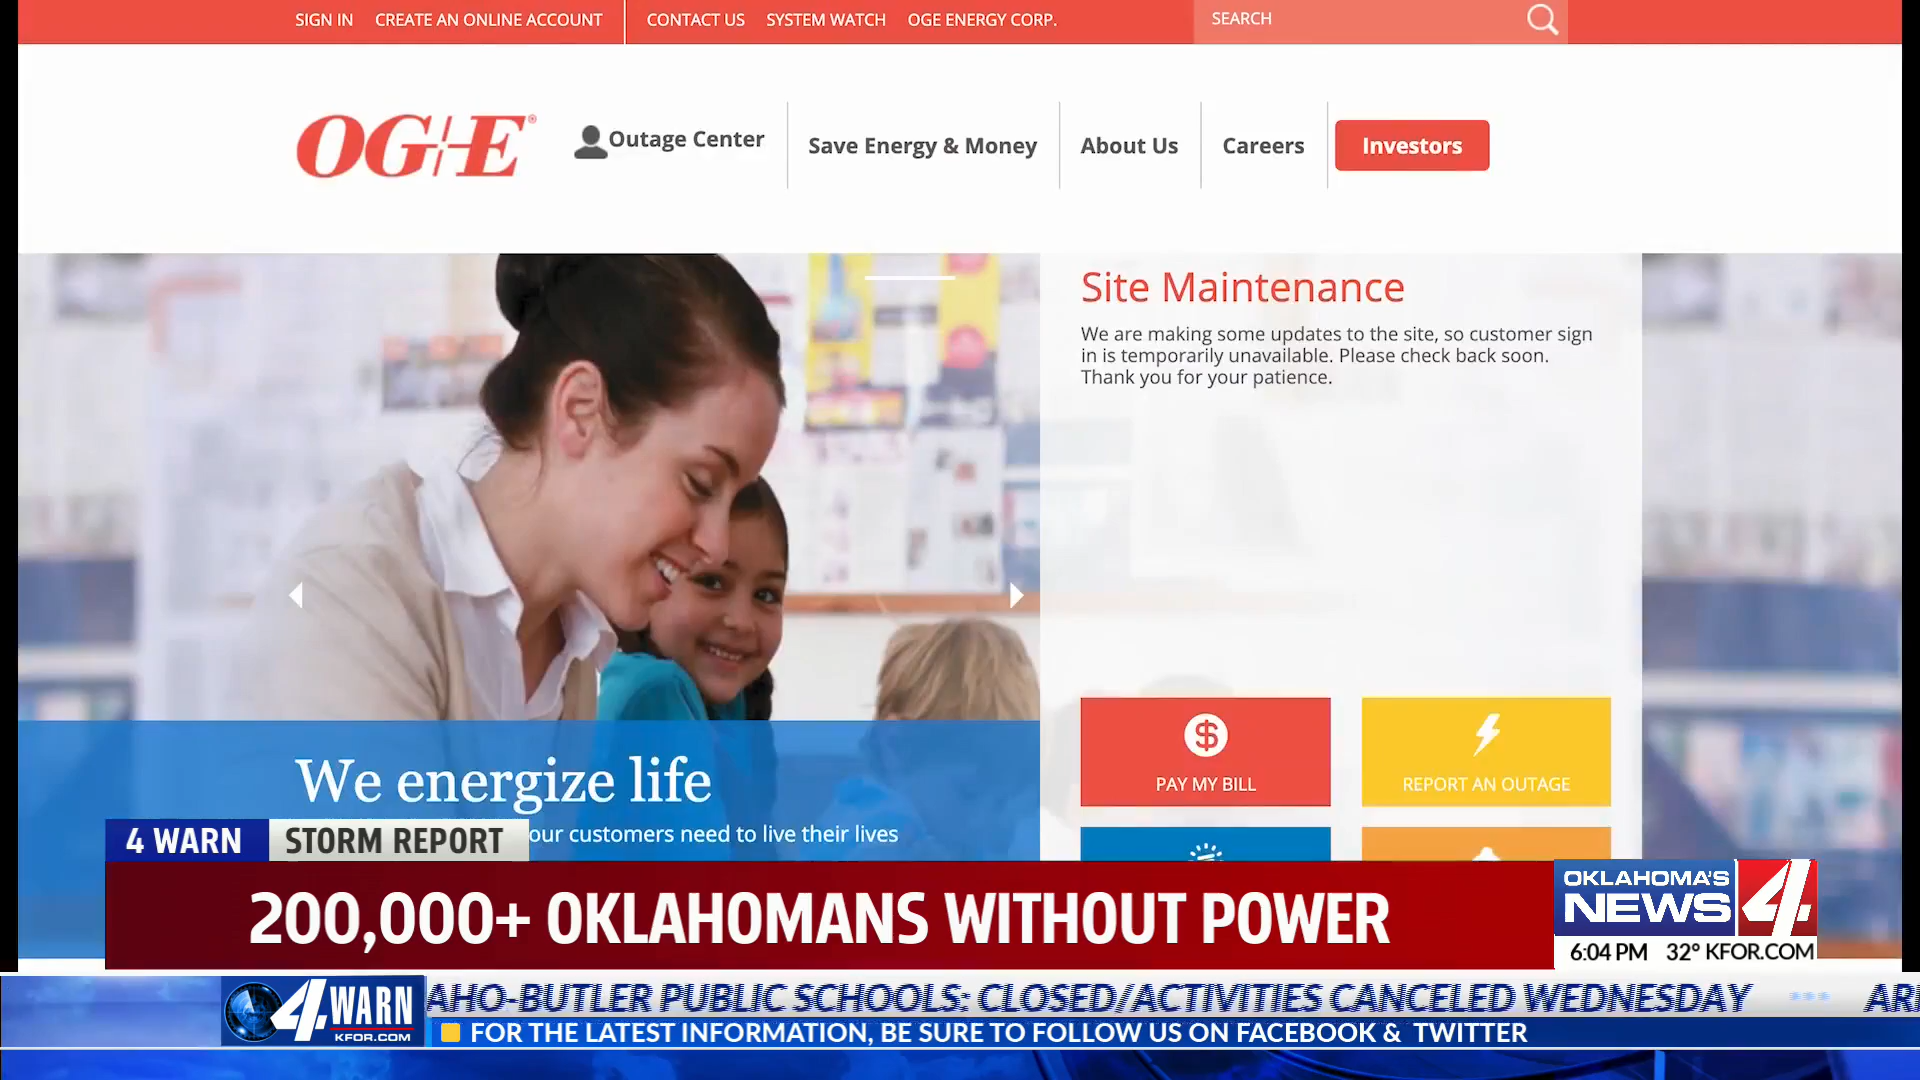 SIGN IN CREATE AN ONLINE ACCOUNT CONTACT US SYSTEM WATCH OGE ENERGY CORP. SEARCH
OG+E® Outage Center Save Energy & Money About Us Careers Investors
Site Maintenance
We are making some updates to the site, so customer sign
in is temporarily unavailable. Please check back soon.
Thank you for your patience.
$
PAY MY BILL
REPORT AN OUTAGE
We energize life
our customers need to live their lives
4 WARN STORM REPORT
200,000+ OKLAHOMANS WITHOUT POWER
OKLAHOMA'S
NEWS 4
6:04 PM 32° KFOR.COM
4 WARN
KFOR.COM
AHO-BUTLER PUBLIC SCHOOLS: CLOSED/ACTIVITIES CANCELED WEDNESDAY
FOR THE LATEST INFORMATION, BE SURE TO FOLLOW US ON FACEBOOK & TWITTER